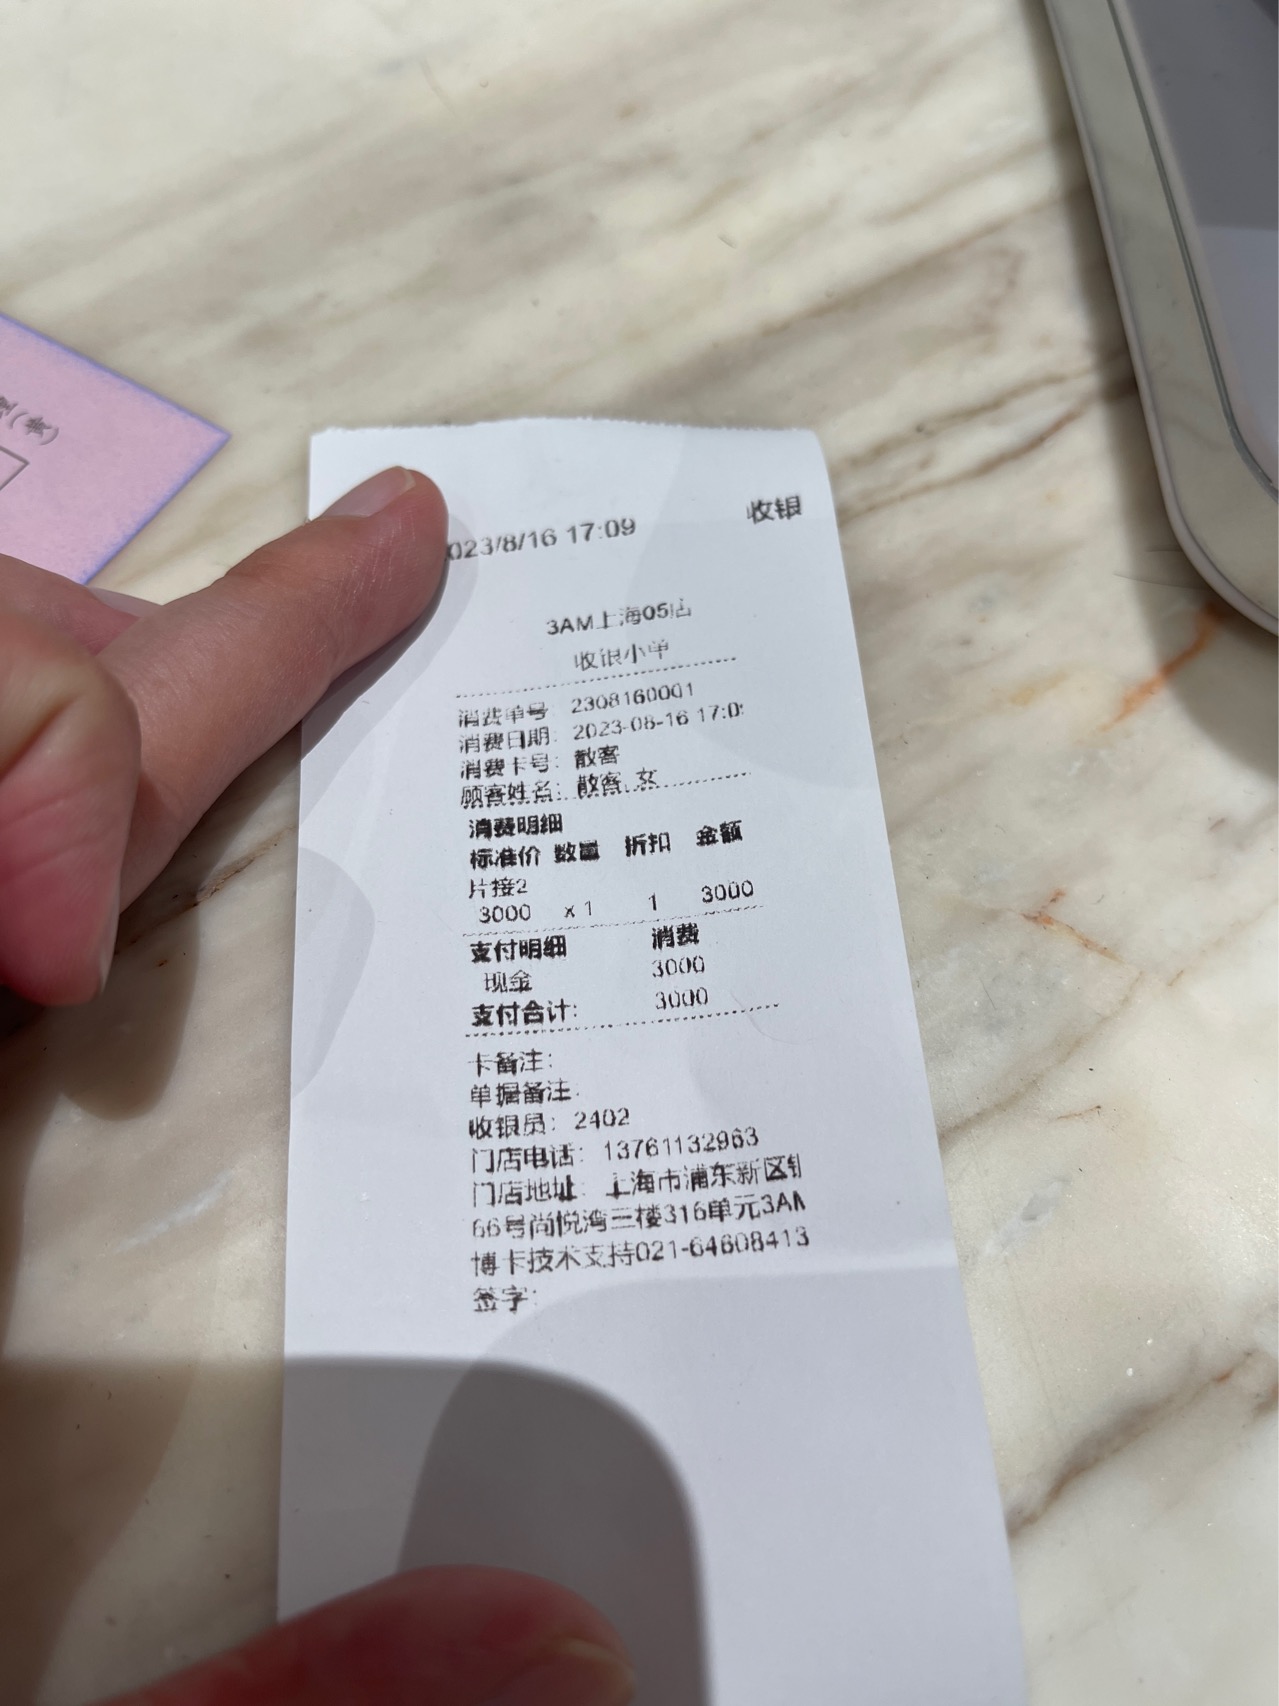 收银
023/8/16 17:09
3AM上海05店
收银小单
消费单号: 2308160001
消费日期: 2023-08-16 17:0
消费卡号: 散客
顾客姓名: 散客 女
消费明细
标准价 数量 折扣 金额
片接2
3000 x 1 1 3000
支付明细 消费
现金 3000
支付合计: 3000
卡备注:
单据备注:
收银员: 2402
门店电话: 13761132963
门店地址: 上海市浦东新区
66号尚悦湾三楼316单元3AM
博卡技术支持021-64608413
签字: